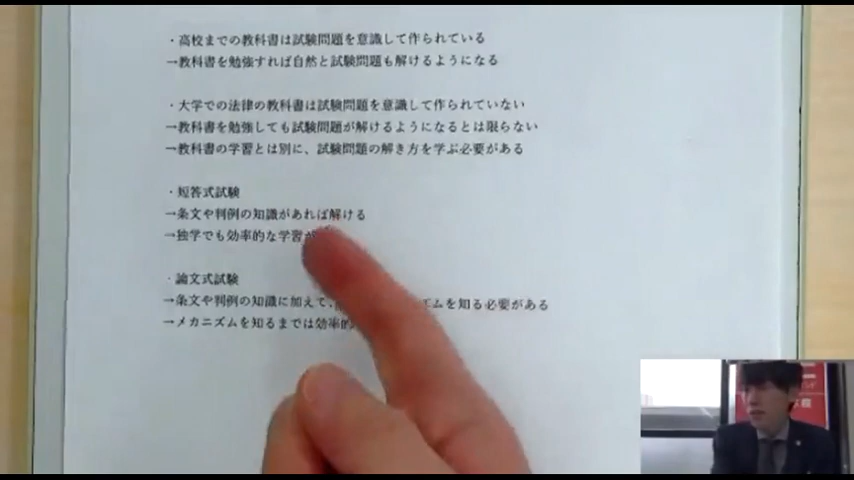 ・高校までの教科書は試験問題を意識して作られている
→教科書を勉強すれば自然と試験問題も解けるようになる
・大学での法律の教科書は試験問題を意識して作られていない
→教科書を勉強しても試験問題が解けるようになるとは限らない
→教科書の学習とは別に、試験問題の解き方を学ぶ必要がある
・短答式試験
→条文や判例の知識があれば解ける
→独学でも効率的な学習が
・論文式試験
→条文や判例の知識に加えて、 ズムを知る必要がある
→メカニズムを知るまでは効率的